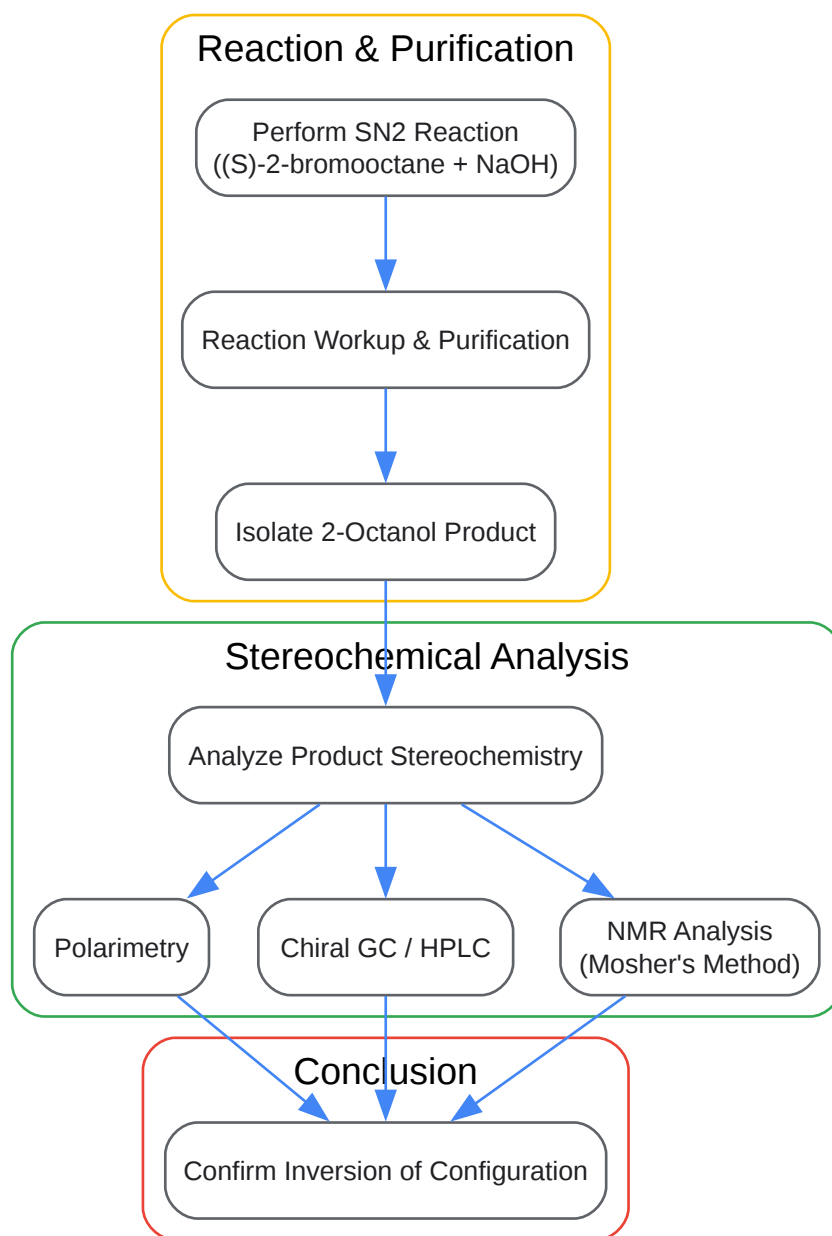 Reaction & Purification
Perform SN2 Reaction
((S)-2-bromooctane + NaOH)
Reaction Workup & Purification
Isolate 2-Octanol Product
Stereochemical Analysis
Analyze Product Stereochemistry
Polarimetry
Chiral GC / HPLC
NMR Analysis
(Mosher's Method)
Conclusion
Confirm Inversion of Configuration